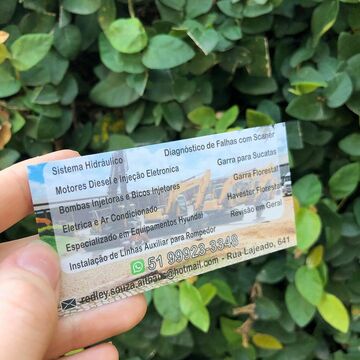 Sistema Hidráulico
Diagnóstico de Falhas com Scaner
Motores Diesel e Injeção Eletronica
Garra para Sucatas
Bombas Injetoras e Bicos Injetores
Garra Florestal
Eletrica e Ar Condicionado
Havester Florestal
Especializado em Equipamentos Hyundai
Revisão em Geral
Instalação de Linhas Auxiliar para Rompedor
51 99923-3348
@hotmail.com - Rua Lajeado, 641